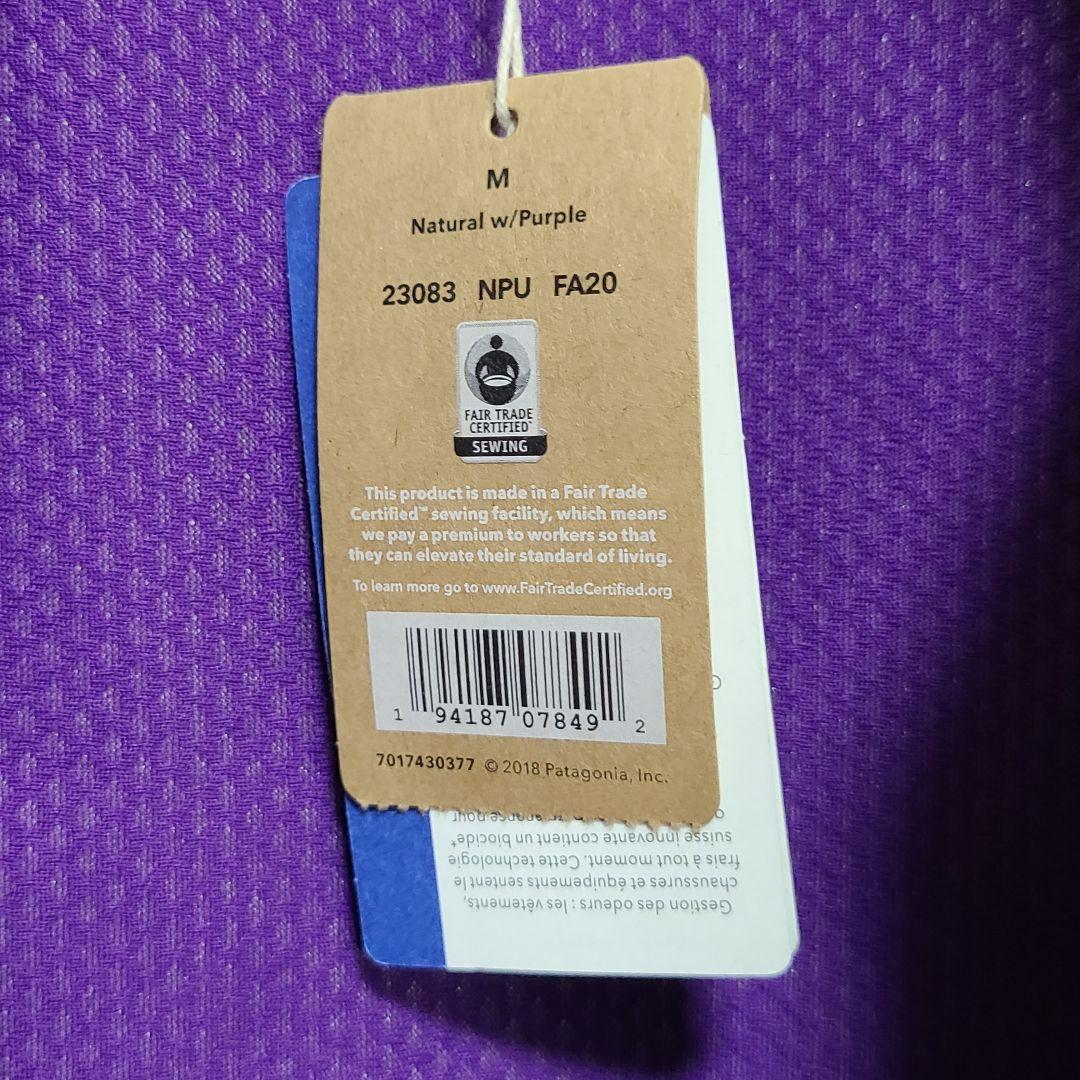 M
Natural w/Purple
23083 NPU FA20
FAIR TRADE
CERTIFIED
SEWING
This product is made in a Fair Trade
Certified™ sewing facility, which means
we pay a premium to workers so that
they can elevate their standard of living.
To learn more go to www.FairTradeCertified.org
1 94187 07849 2
7017430377 © 2018 Patagonia, Inc.
Gestion des odeurs : les vêtements,
chaussures et équipements sentent le
frais à tout moment. Cette technologie
suisse innovante contient un biocide*
pour